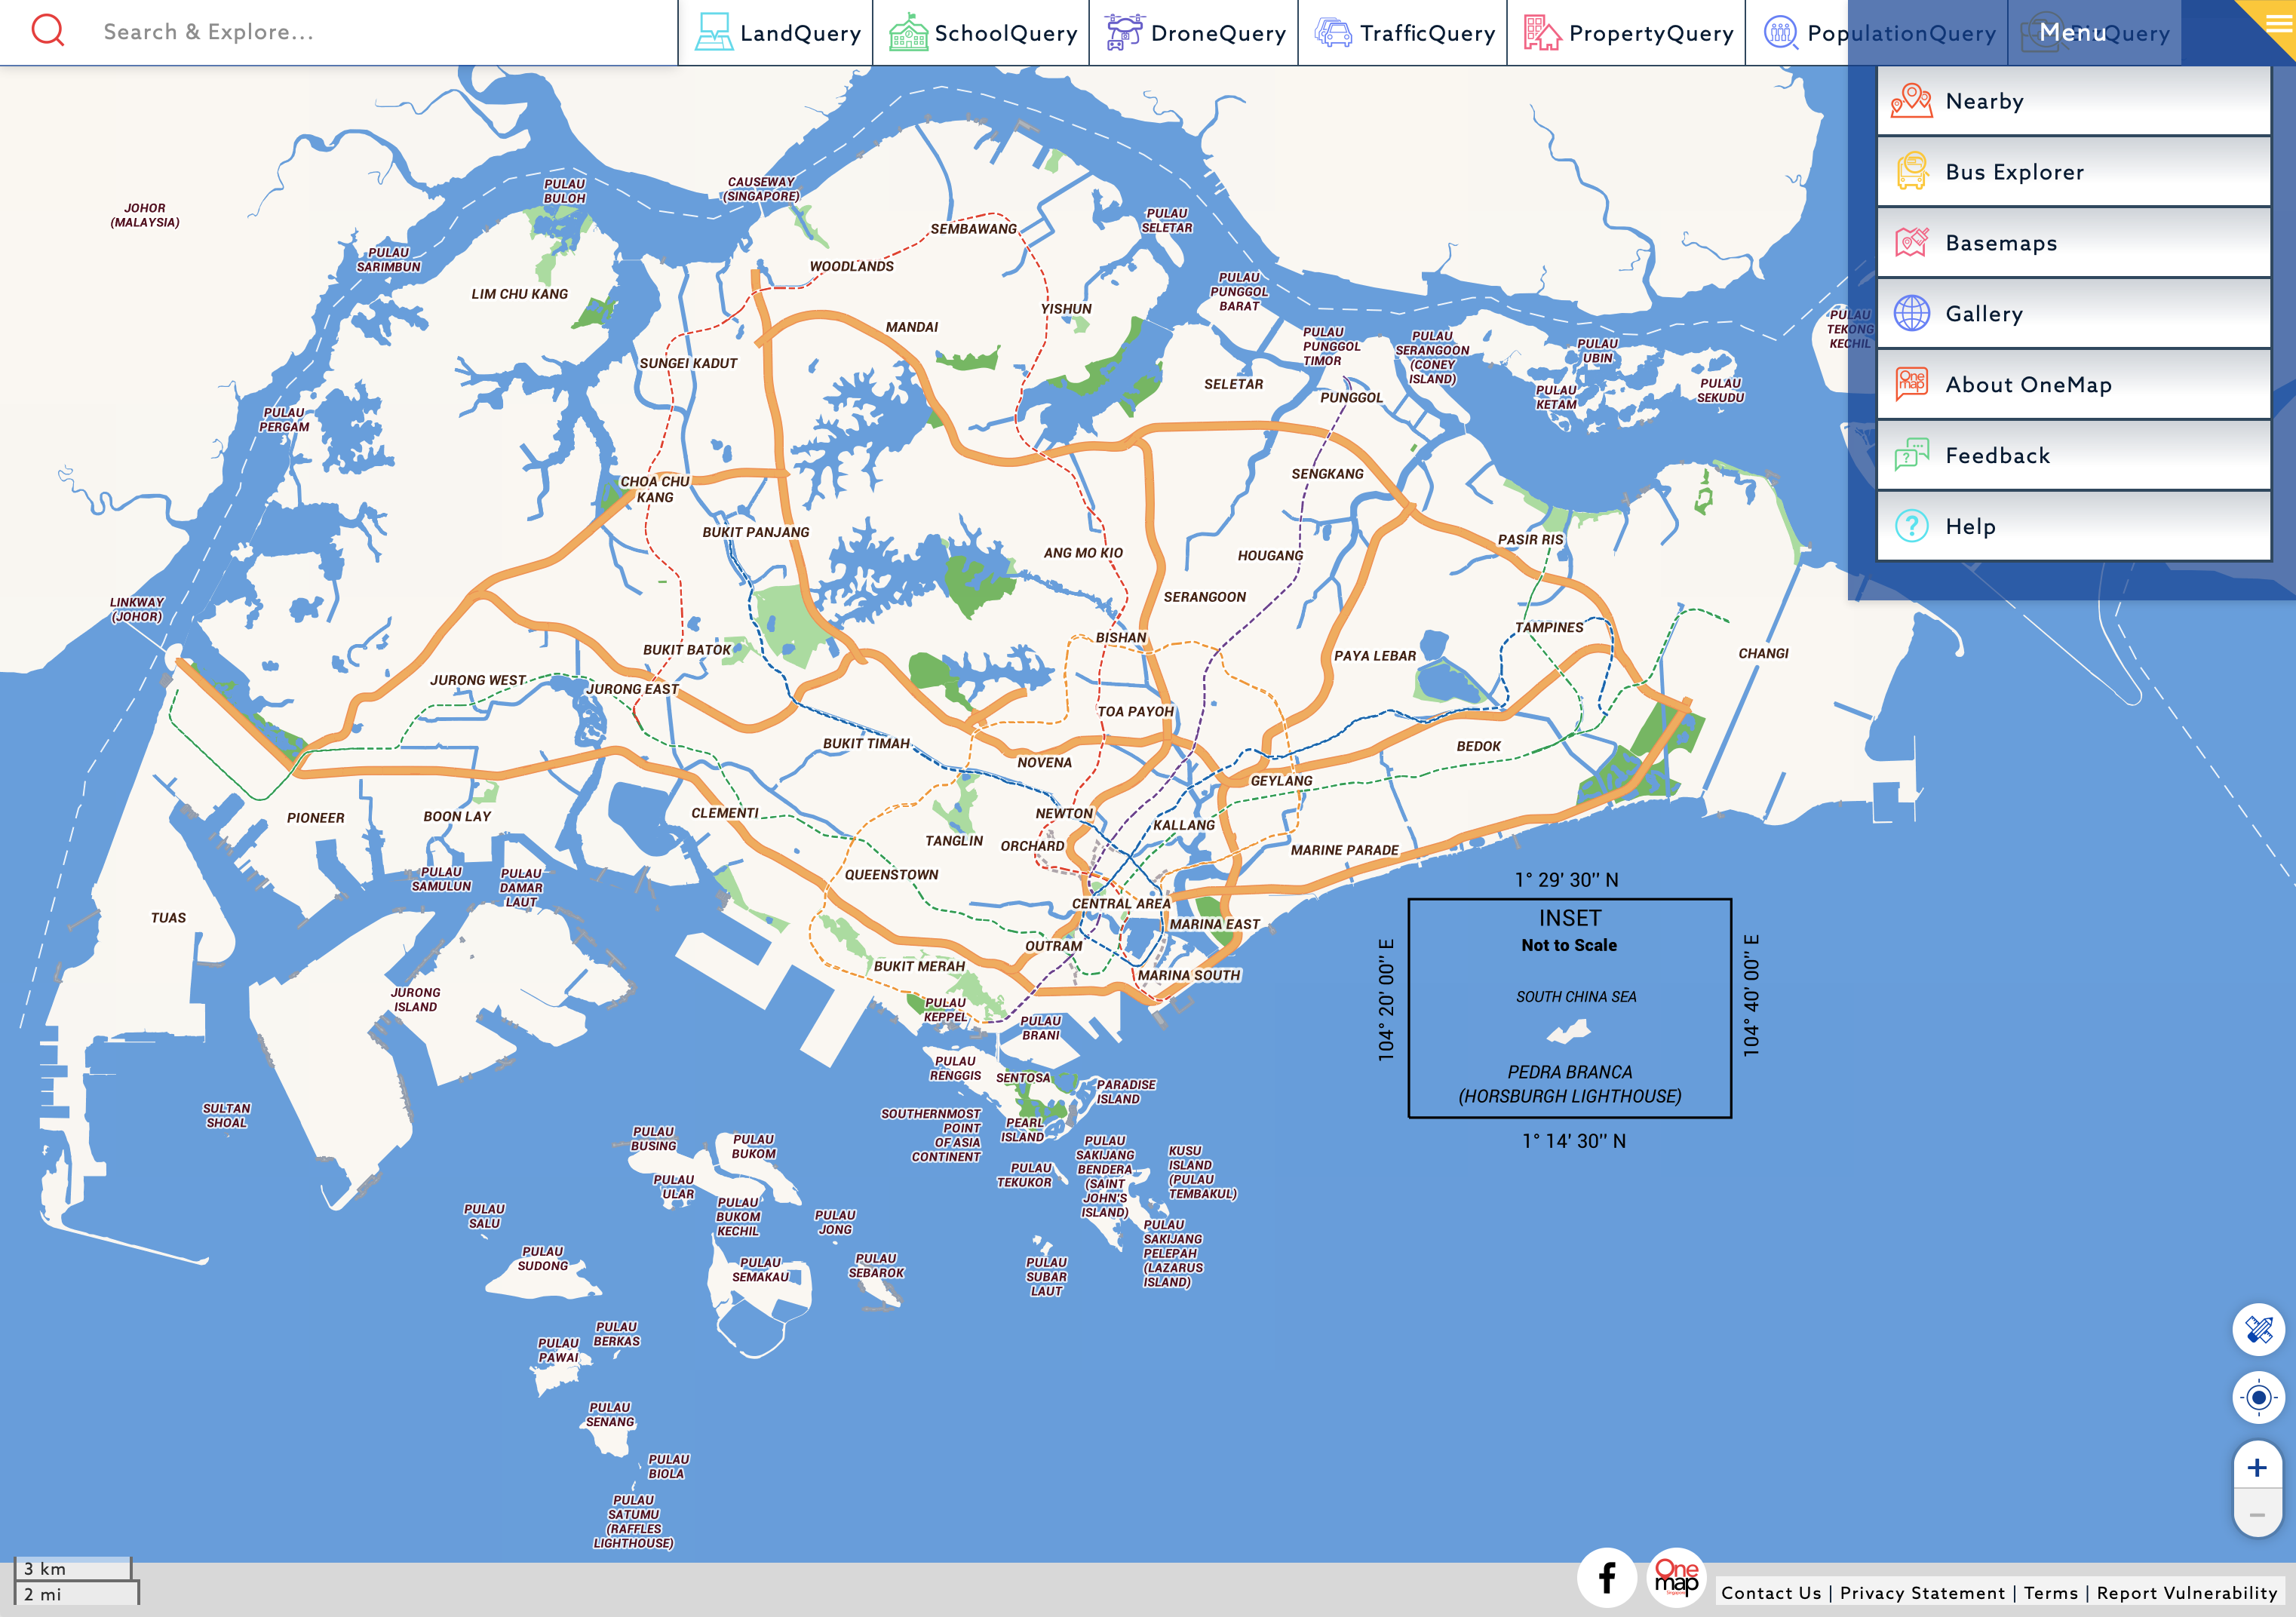 Search & Explore...
LandQuery
SchoolQuery
DroneQuery
TrafficQuery
PropertyQuery
PopulationQuery
Menu
Query
Nearby
Bus Explorer
Basemaps
Gallery
One map
About OneMap
Feedback
Help
JOHOR
(MALAYSIA)
PULAU
BULOH
CAUSEWAY
(SINGAPORE)
PULAU
SARIMBUN
LIM CHU KANG
WOODLANDS
SEMBAWANG
PULAU
SELETAR
MANDAI
YISHUN
PULAU
PUNGGOL
BARAT
PULAU
PUNGGOL
TIMOR
PULAU
SERANGOON
(CONEY
ISLAND)
PULAU
UBIN
PULAU
TEKONG
KECHIL
SUNGEI KADUT
SELETAR
PUNGGOL
PULAU
KETAM
PULAU
SEKUDU
PULAU
PERGAM
CHOA CHU
KANG
SENGKANG
BUKIT PANJANG
ANG MO KIO
HOUGANG
PASIR RIS
LINKWAY
(JOHOR)
SERANGOON
BISHAN
TAMPINES
BUKIT BATOK
PAYA LEBAR
CHANGI
JURONG WEST
JURONG EAST
TOA PAYOH
BUKIT TIMAH
NOVENA
BEDOK
GEYLANG
PIONEER
BOON LAY
CLEMENTI
NEWTON
KALLANG
TANGLIN
ORCHARD
MARINE PARADE
PULAU
SAMULUN
PULAU
DAMAR
LAUT
QUEENSTOWN
CENTRAL AREA
TUAS
MARINA EAST
OUTRAM
BUKIT MERAH
MARINA SOUTH
JURONG
ISLAND
PULAU
KEPPEL
PULAU
BRANI
PULAU
RENGGIS
SENTOSA
PARADISE
ISLAND
SULTAN
SHOAL
SOUTHERNMOST
POINT
OF ASIA
CONTINENT
PEARL
ISLAND
PULAU
BUSING
PULAU
BUKOM
PULAU
TEKUKOR
PULAU
SAKIJANG
BENDERA
(SAINT
JOHN'S
ISLAND)
KUSU
ISLAND
(PULAU
TEMBAKUL)
PULAU
ULAR
PULAU
BUKOM
KECHIL
PULAU
SALU
PULAU
JONG
PULAU
SAKIJANG
PELEPAH
(LAZARUS
ISLAND)
PULAU
SUDONG
PULAU
SEMAKAU
PULAU
SEBAROK
PULAU
SUBAR
LAUT
PULAU
BERKAS
PULAU
PAWAI
PULAU
SENANG
PULAU
BIOLA
PULAU
SATUMU
(RAFFLES
LIGHTHOUSE)
1° 29' 30'' N
INSET
Not to Scale
104° 20' 00'' E
104° 40' 00'' E
SOUTH CHINA SEA
PEDRA BRANCA
(HORSBURGH LIGHTHOUSE)
1° 14' 30'' N
3 km
2 mi
One
map
Contact Us | Privacy Statement | Terms | Report Vulnerability